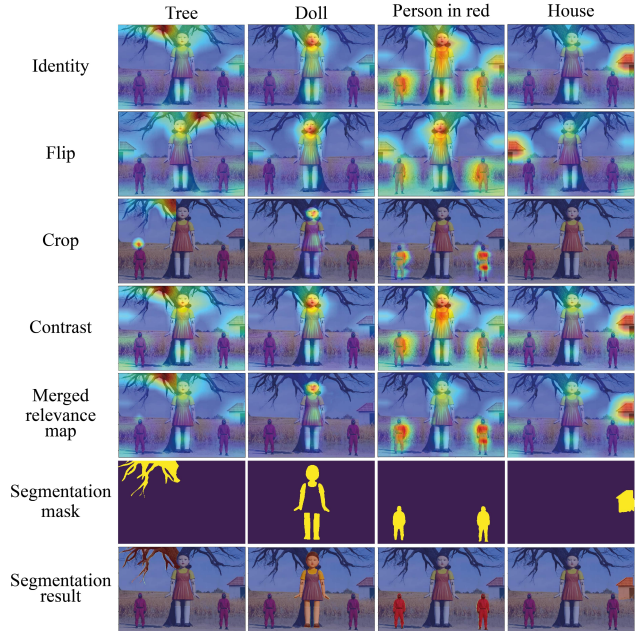 Tree Doll Person in red House
Identity
Flip
Crop
Contrast
Merged
relevance
map
Segmentation
mask
Segmentation
result